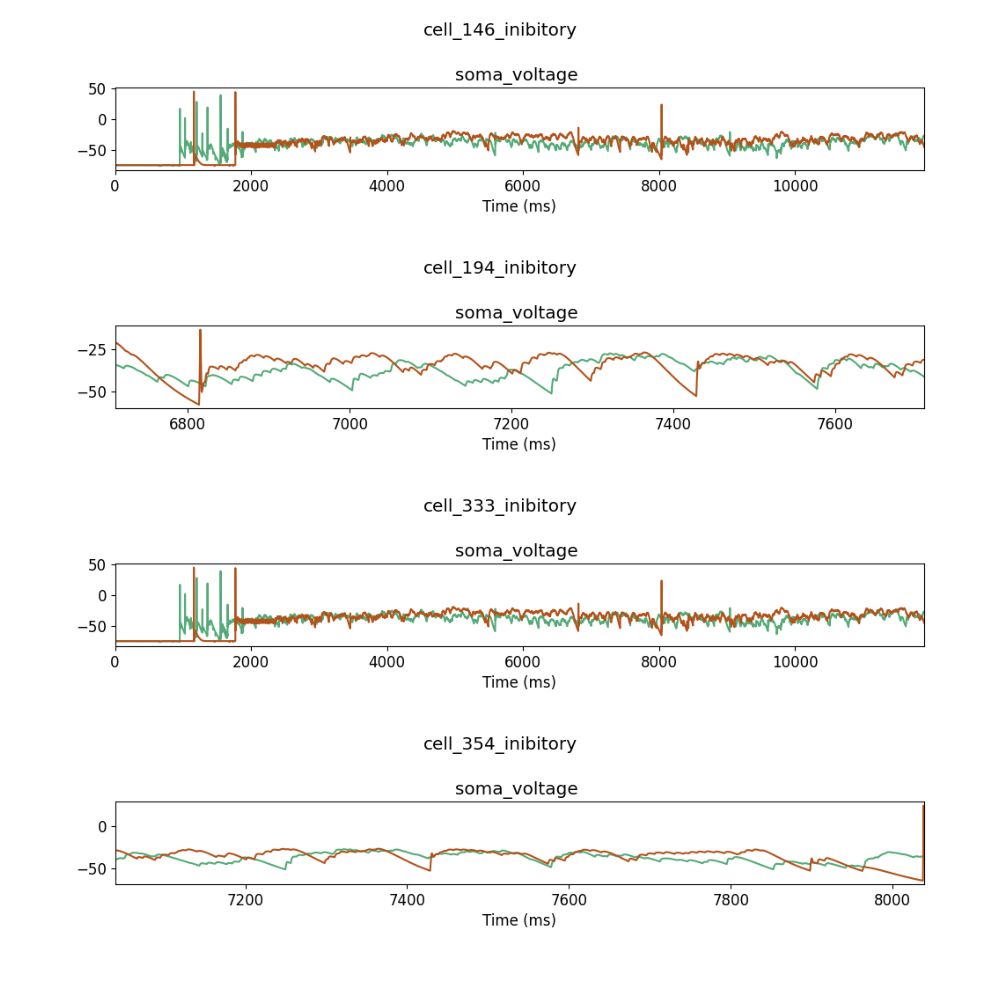 cell_146_inibitory
soma_voltage
50
0
−50
0 2000 4000 6000 8000 10000
Time (ms)
cell_194_inibitory
soma_voltage
−25
−50
6800 7000 7200 7400 7600
Time (ms)
cell_333_inibitory
soma_voltage
50
0
−50
0 2000 4000 6000 8000 10000
Time (ms)
cell_354_inibitory
soma_voltage
0
−50
7200 7400 7600 7800 8000
Time (ms)